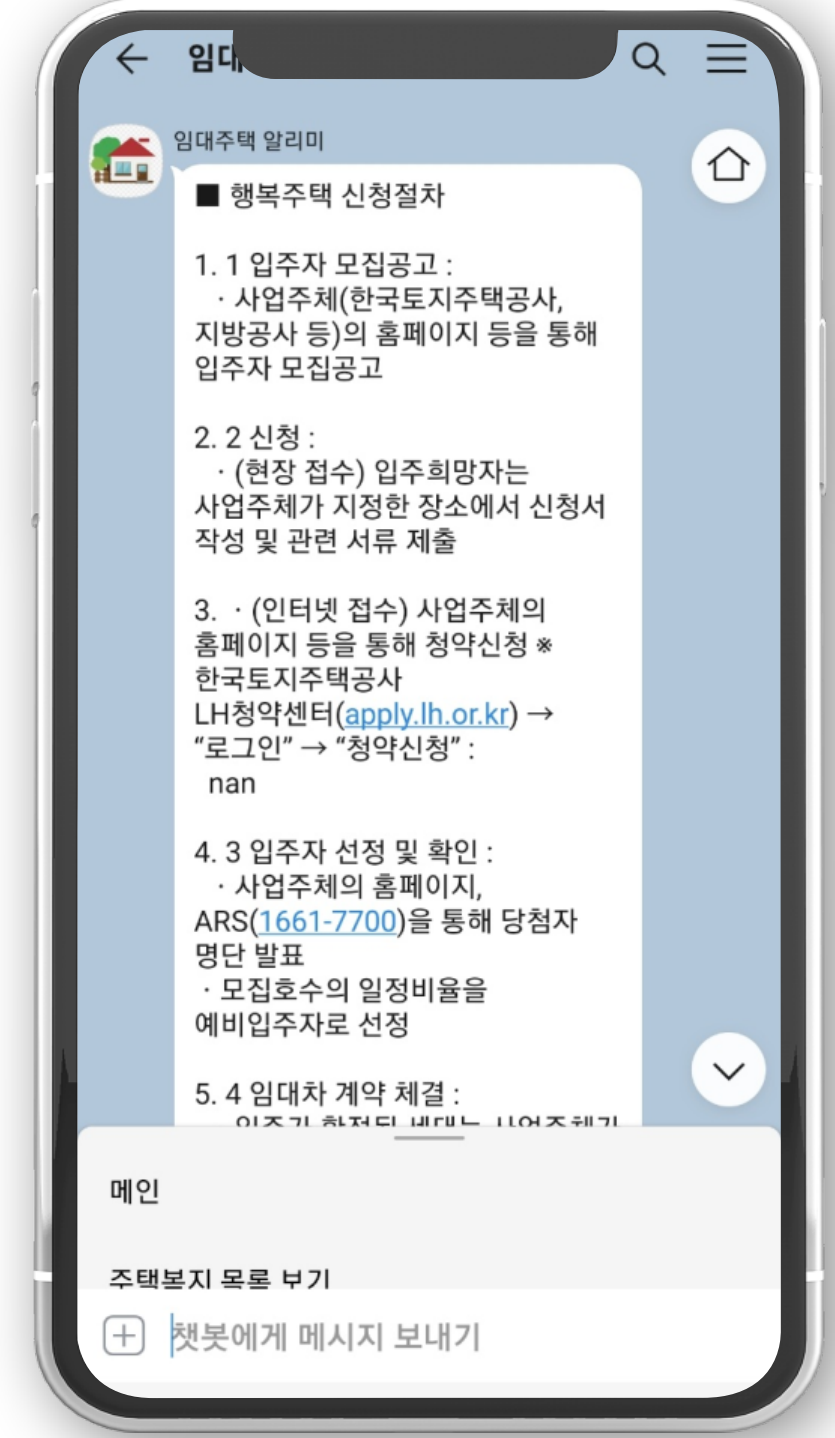 임대
임대주택 알리미
■ 행복주택 신청절차
1. 1 입주자 모집공고 :
· 사업주체(한국토지주택공사,
지방공사 등)의 홈페이지 등을 통해
입주자 모집공고
2. 2 신청 :
· (현장 접수) 입주희망자는
사업주체가 지정한 장소에서 신청서
작성 및 관련 서류 제출
3. · (인터넷 접수) 사업주체의
홈페이지 등을 통해 청약신청 ※
한국토지주택공사
LH청약센터(apply.lh.or.kr) →
“로그인” → “청약신청” :
nan
4. 3 입주자 선정 및 확인 :
· 사업주체의 홈페이지,
ARS(1661-7700)을 통해 당첨자
명단 발표
· 모집호수의 일정비율을
예비입주자로 선정
5. 4 임대차 계약 체결 :
메인
주택복지 목록 보기
챗봇에게 메시지 보내기